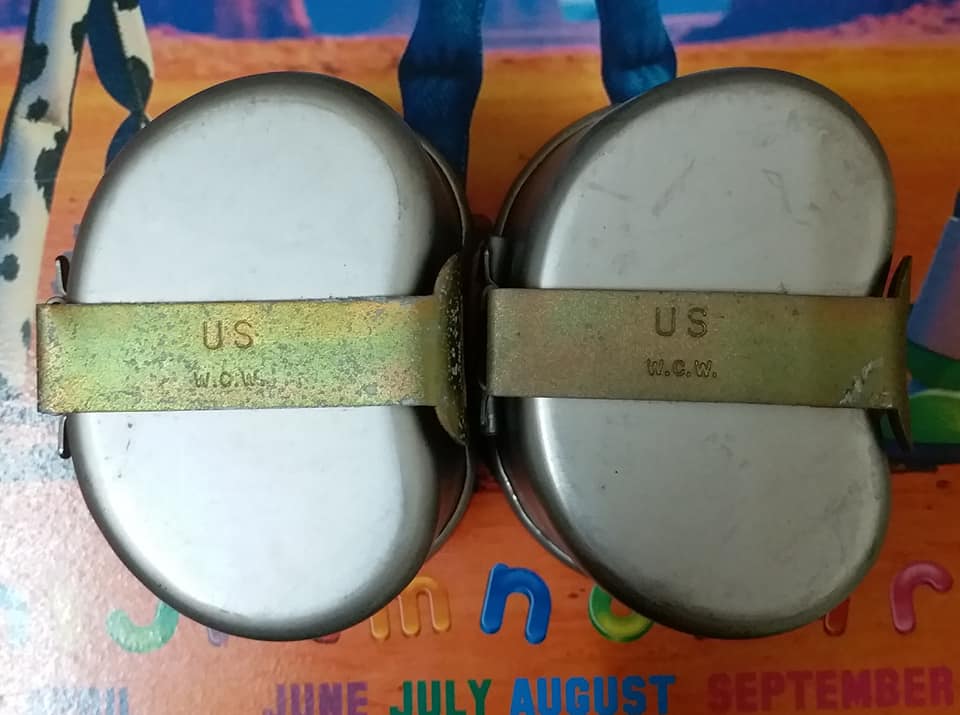 US
W.C.W.
US
W.C.W.
J m n r
JUNE JULY AUGUST SEPTEMBER